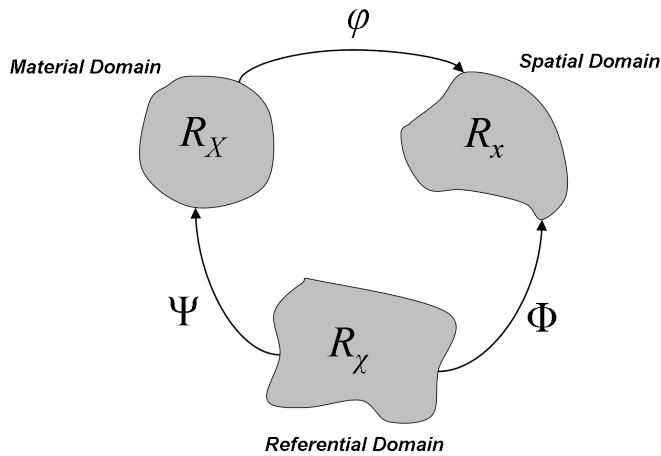 φ
Material Domain
Spatial Domain
R_X
R_x
Ψ
Φ
R_χ
Referential Domain